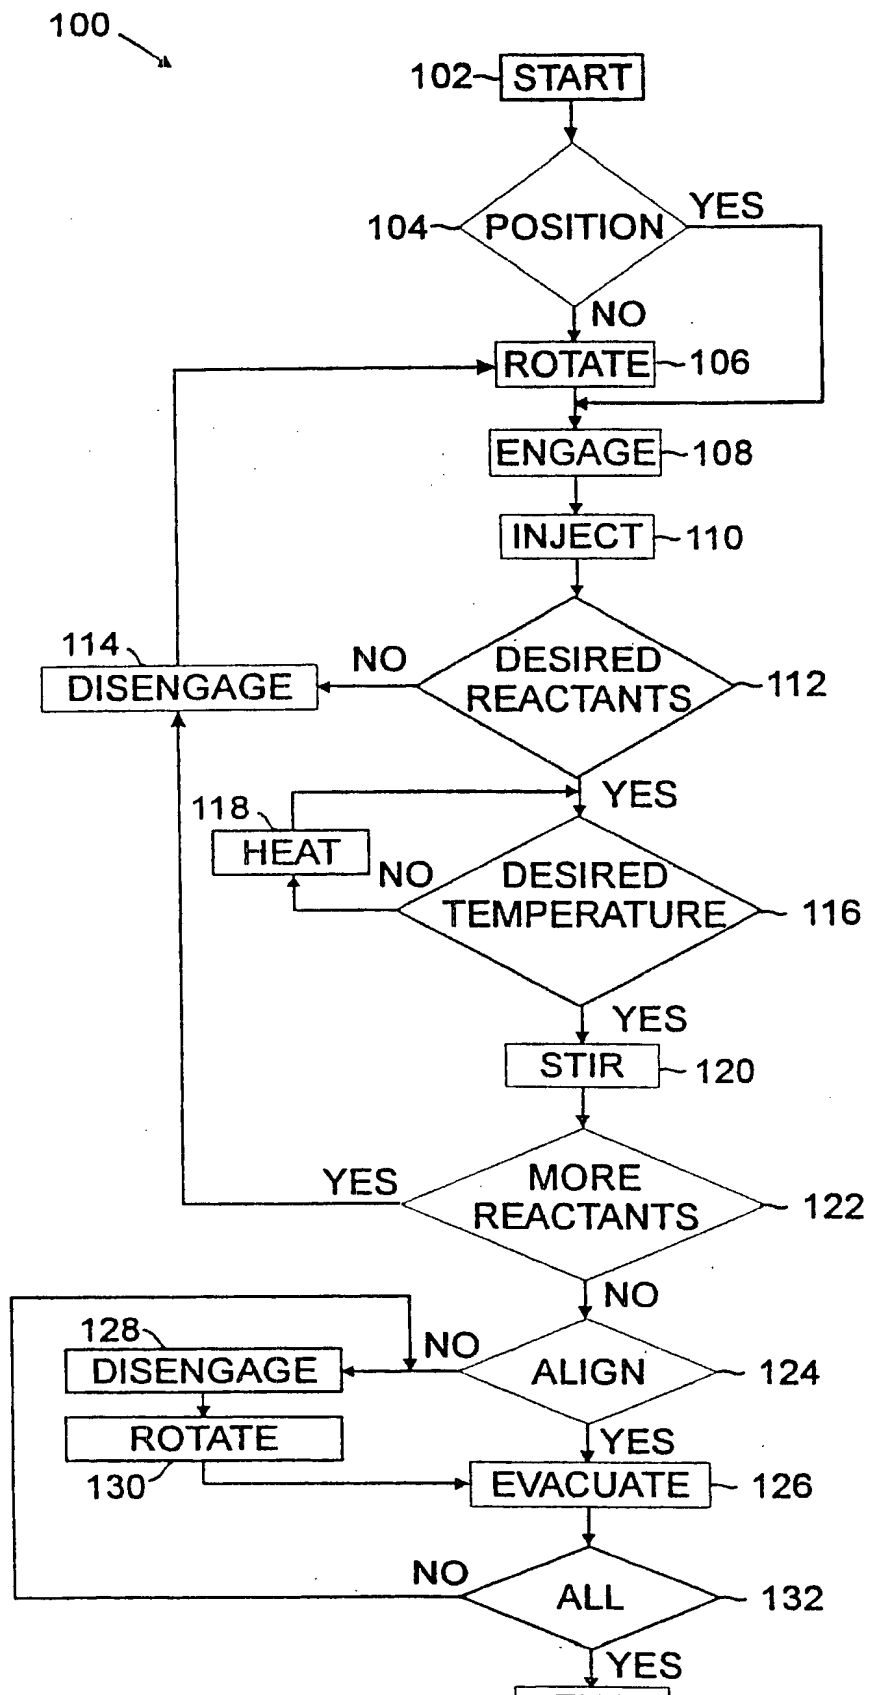 100
102 START
104 POSITION YES
NO
ROTATE 106
ENGAGE 108
INJECT 110
114 DISENGAGE
NO
DESIRED
REACTANTS
112
118 HEAT
YES
NO
DESIRED
TEMPERATURE
116
YES
STIR 120
YES
MORE
REACTANTS
122
NO
128 DISENGAGE
NO
ALIGN 124
ROTATE
130
YES
EVACUATE 126
NO
ALL 132
YES